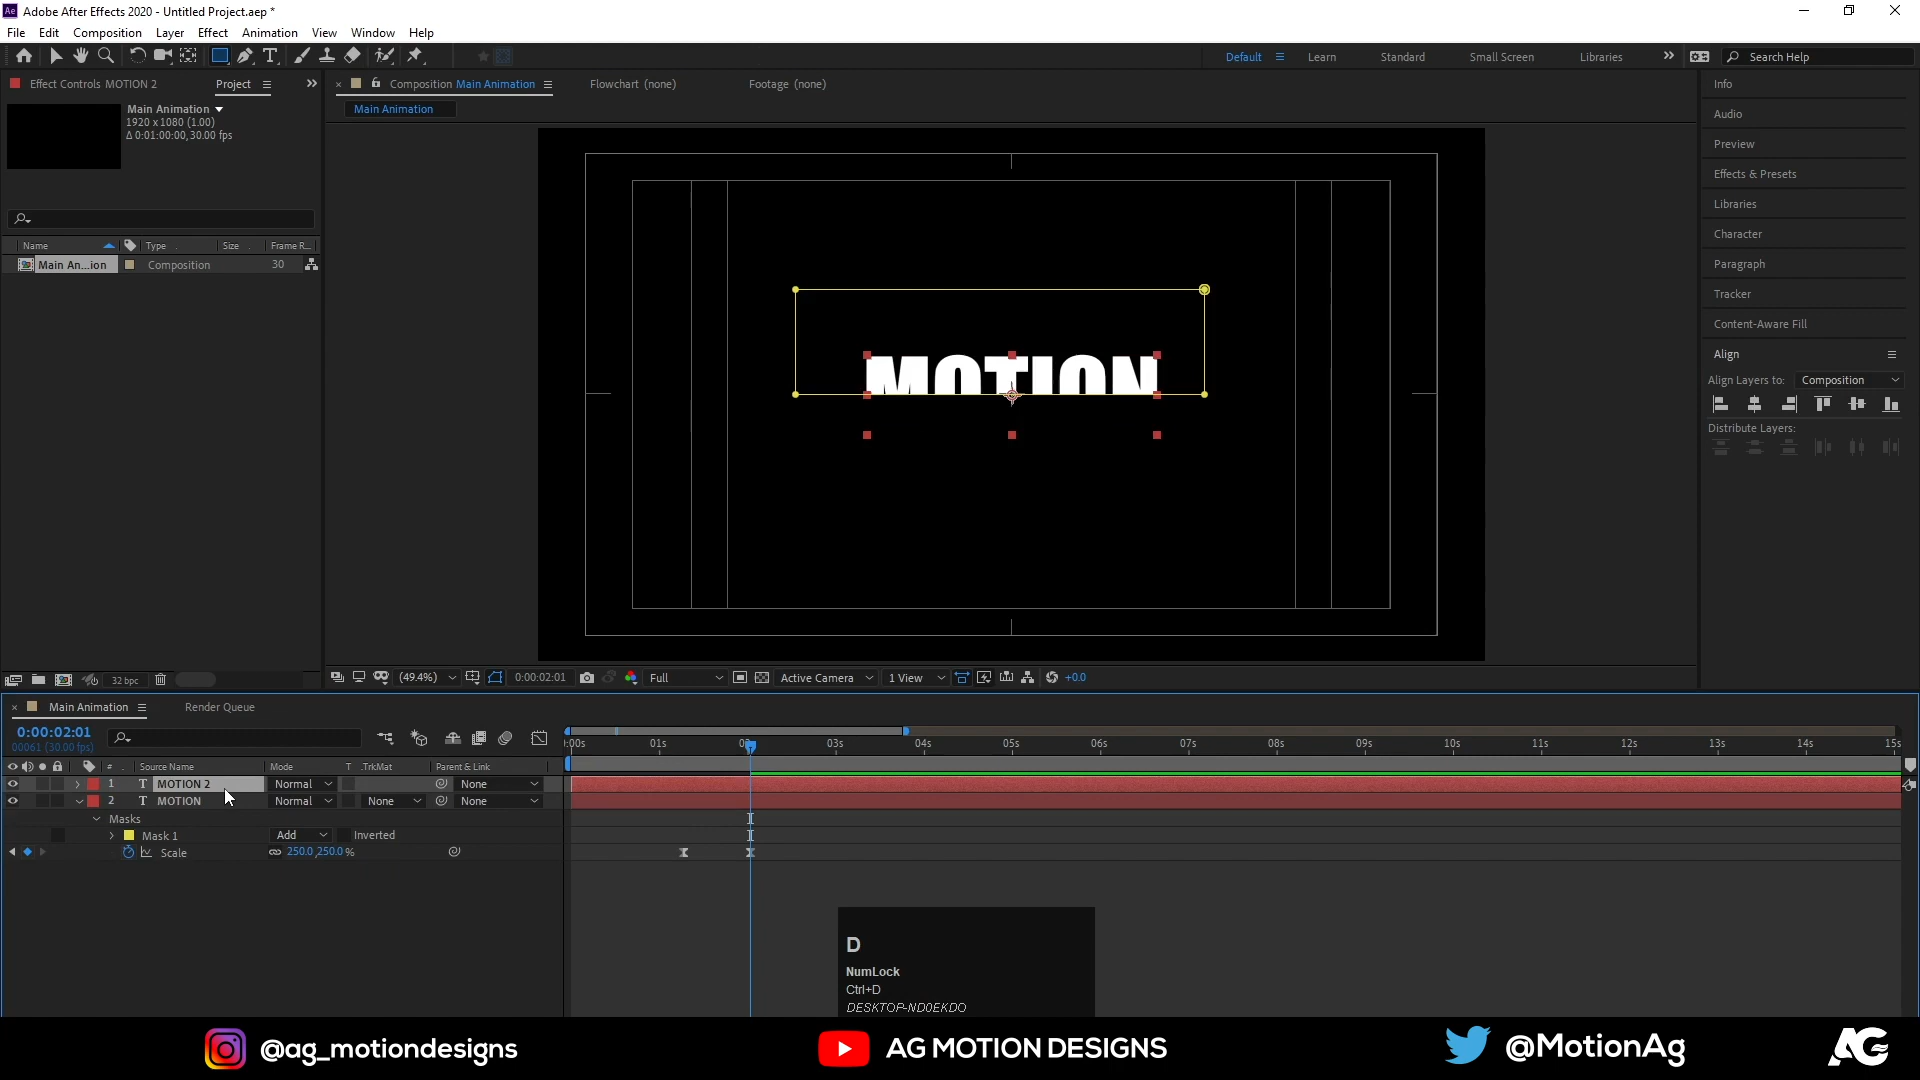 Ae Adobe After Effects 2020 - Untitled Project.aep *
File Edit Composition Layer Effect Animation View Window Help
Default Learn Standard Small Screen Libraries Search Help
Effect Controls MOTION 2 Project
Composition Main Animation Flowchart (none) Footage (none)
Main Animation
Main Animation
1920 x 1080 (1.00)
Δ 0:01:00:00, 30.00 fps
Name Type Size Frame R...
Main An...ion Composition 30
MOTION
Info
Audio
Preview
Effects & Presets
Libraries
Character
Paragraph
Tracker
Content-Aware Fill
Align
Align Layers to: Composition
Distribute Layers:
32 bpc
(49.4%) 0:00:02:01 Full Active Camera 1 View +0.0
Main Animation Render Queue
0:00:02:01
00061 (30.00 fps)
:00s 01s 02s 03s 04s 05s 06s 07s 08s 09s 10s 11s 12s 13s 14s 15s
# Source Name Mode T .TrkMat Parent & Link
1 T MOTION 2 Normal None
2 T MOTION Normal None None
Masks
Mask 1 Add Inverted
Scale 250.0,250.0%
D
NumLock
Ctrl+D
DESKTOP-ND0EKDO
@ag_motiondesigns AG MOTION DESIGNS @MotionAg AG